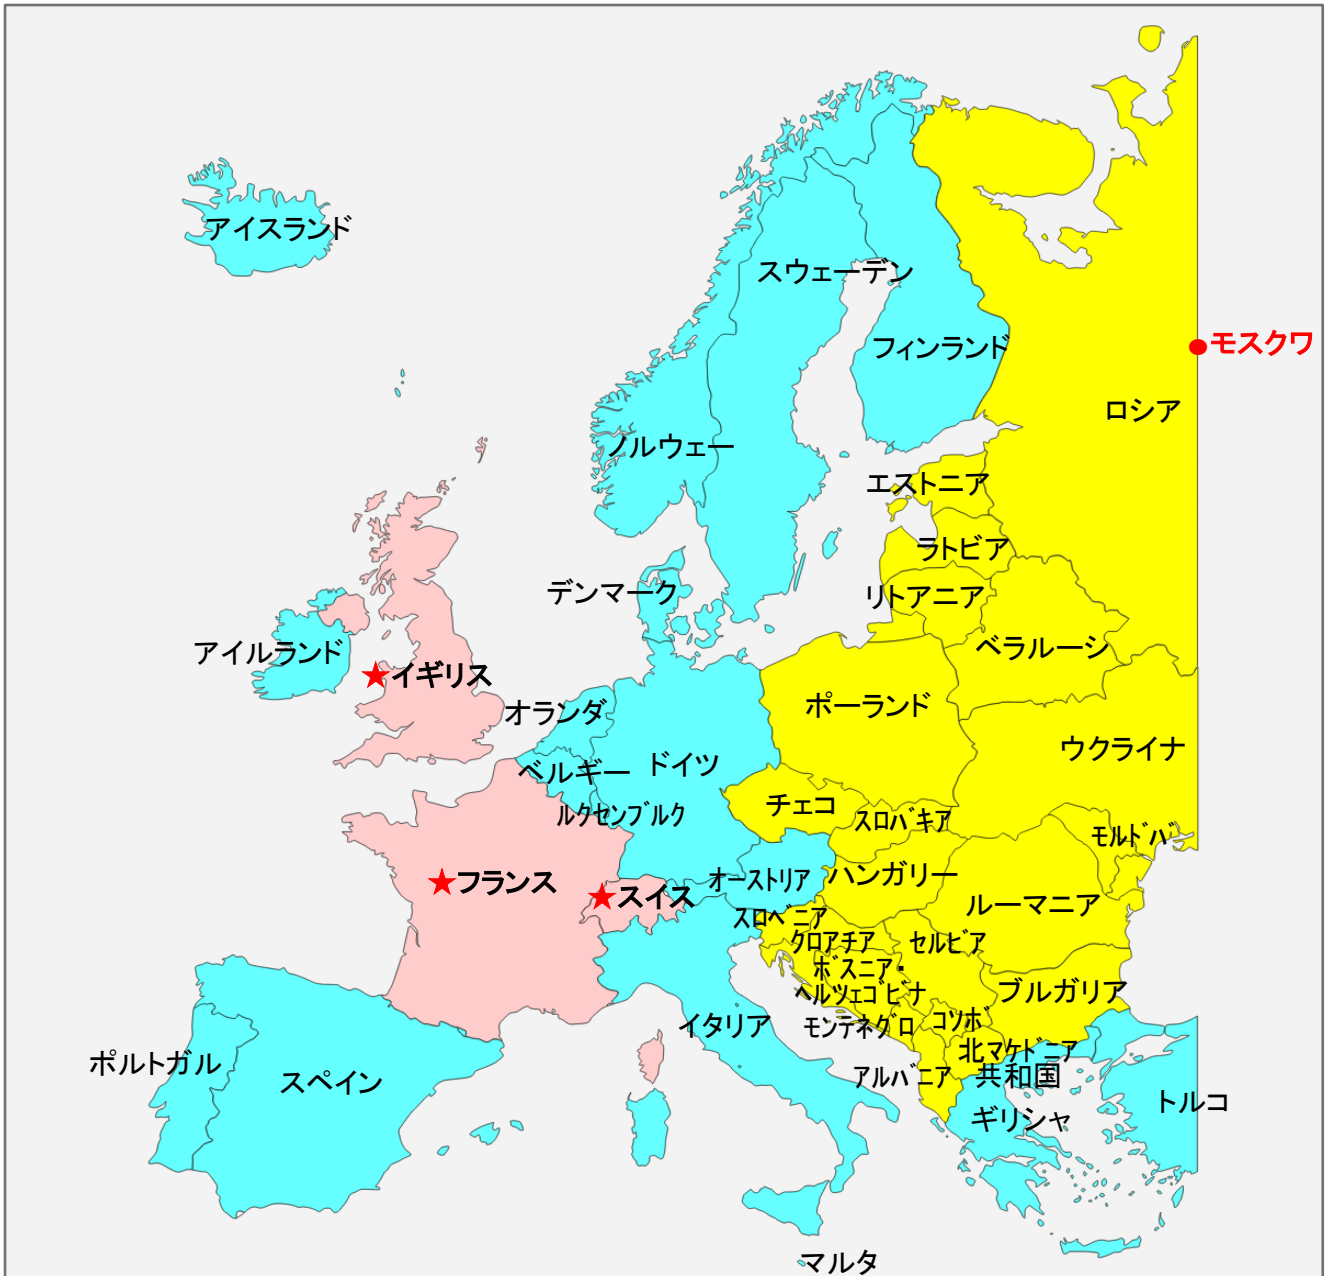 アイスランド
スウェーデン
フィンランド
モスクワ
ロシア
ノルウェー
エストニア
ラトビア
デンマーク
リトアニア
アイルランド
ベラルーシ
★イギリス
オランダ
ポーランド
ウクライナ
ベルギー
ドイツ
チェコ
ルクセンブルク
スロバキア
モルドバ
★フランス
★スイス
オーストリア
ハンガリー
ルーマニア
スロベニア
クロアチア
セルビア
ボスニア・
ヘルツェゴビナ
ブルガリア
イタリア
モンテネグロ
コソボ
北マケドニア
共和国
ポルトガル
スペイン
アルバニア
ギリシャ
トルコ
マルタ